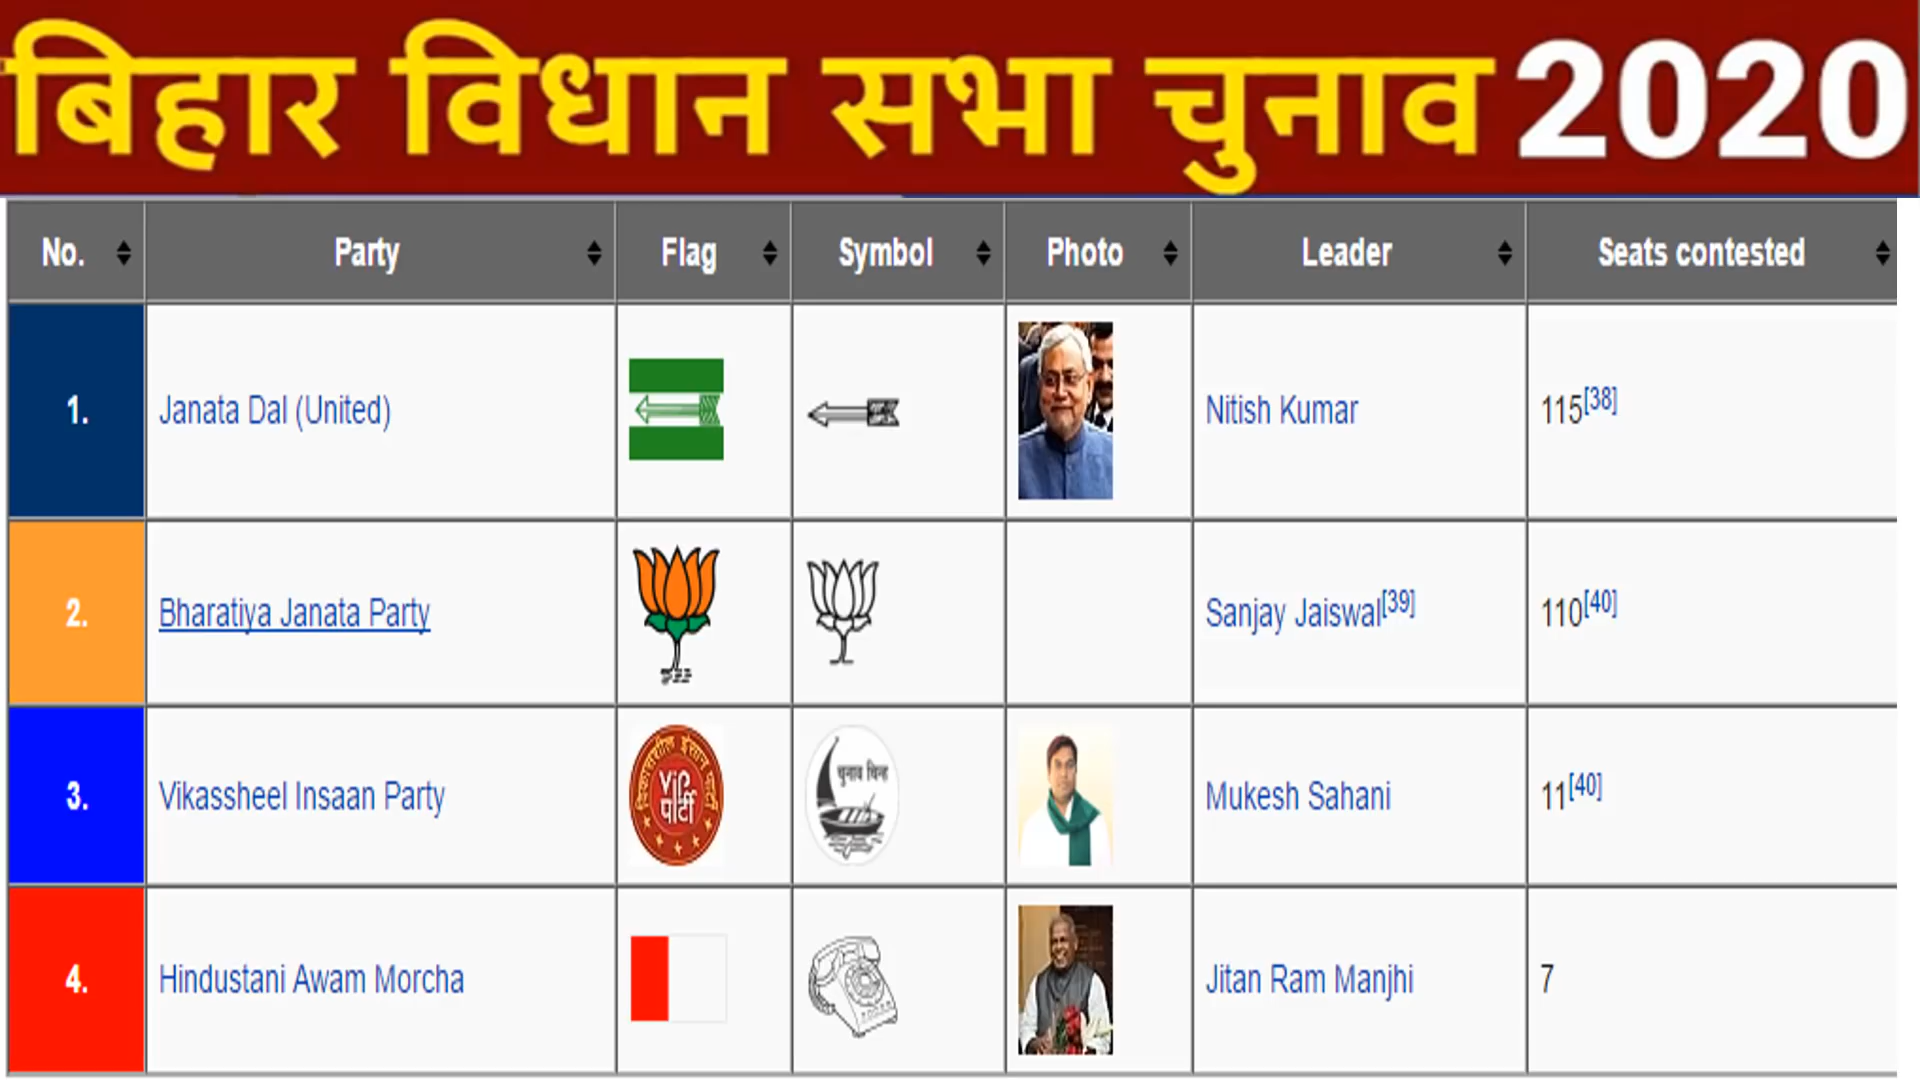 बिहार विधान सभा चुनाव 2020
No. Party Flag Symbol Photo Leader Seats contested
1. Janata Dal (United) Nitish Kumar 115[38]
2. Bharatiya Janata Party Sanjay Jaiswal[39] 110[40]
3. Vikassheel Insaan Party विकासशील इंसान पार्टी VIP पार्टी चुनाव चिन्ह Mukesh Sahani 11[40]
4. Hindustani Awam Morcha Jitan Ram Manjhi 7